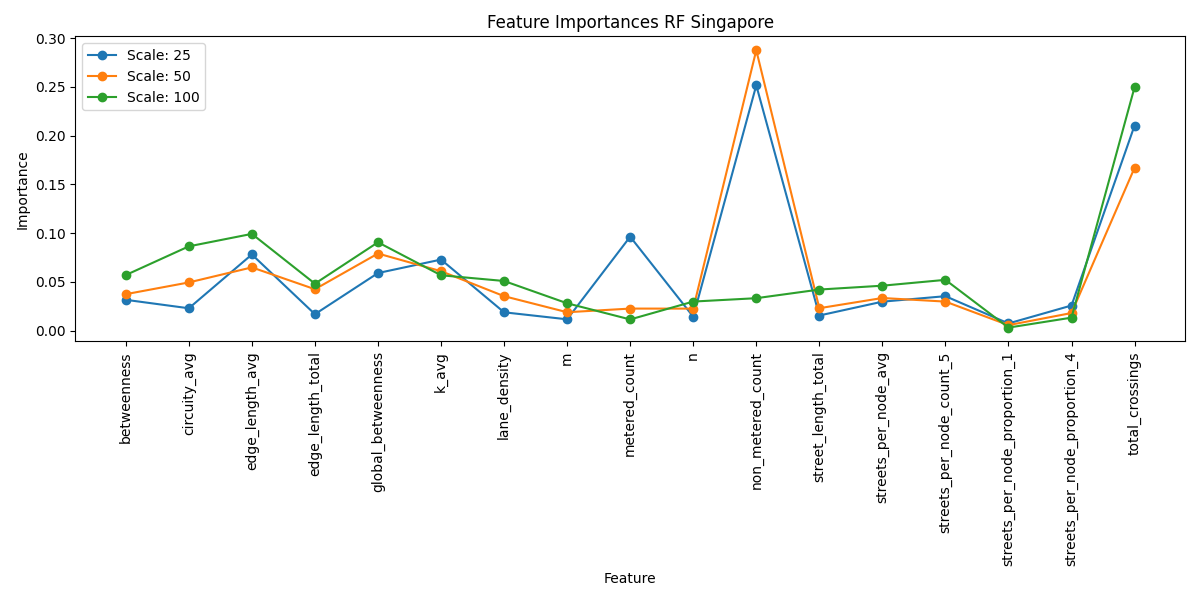 Feature Importances RF Singapore
Scale: 25
Scale: 50
Scale: 100
Importance
0.30
0.25
0.20
0.15
0.10
0.05
0.00
betweenness
circuity_avg
edge_length_avg
edge_length_total
global_betweenness
k_avg
lane_density
m
metered_count
n
non_metered_count
street_length_total
streets_per_node_avg
streets_per_node_count_5
streets_per_node_proportion_1
streets_per_node_proportion_4
total_crossings
Feature